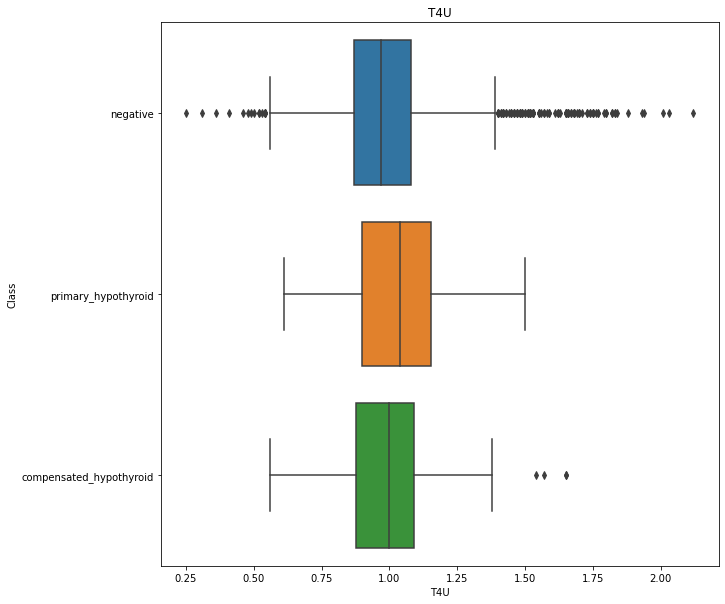 T4U
Class
negative
primary_hypothyroid
compensated_hypothyroid
0.25 0.50 0.75 1.00 1.25 1.50 1.75 2.00
T4U